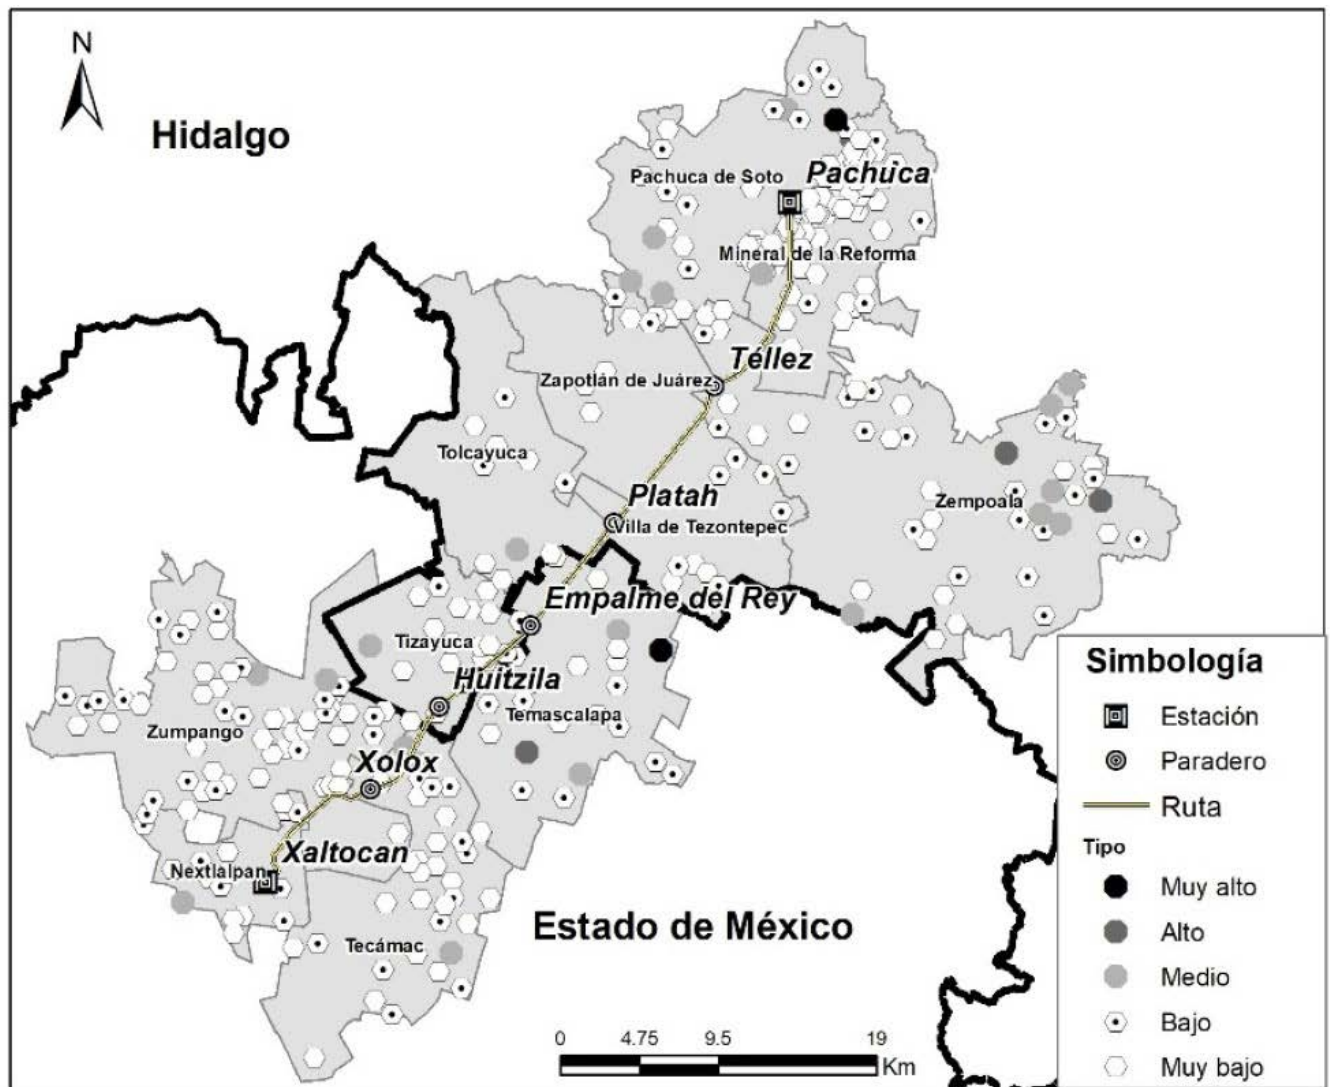 N
Hidalgo
Pachuca de Soto
Pachuca
Mineral de la Reforma
Téllez
Zapotlán de Juárez
Tolcayuca
Platah
Villa de Tezontepec
Zempoala
Empalme del Rey
Tizayuca
Huitzila
Temascalapa
Zumpango
Xolox
Xaltocan
Nextlalpan
Estado de México
Tecámac
0 4.75 9.5 19
Km
Simbología
Estación
Paradero
Ruta
Tipo
Muy alto
Alto
Medio
Bajo
Muy bajo